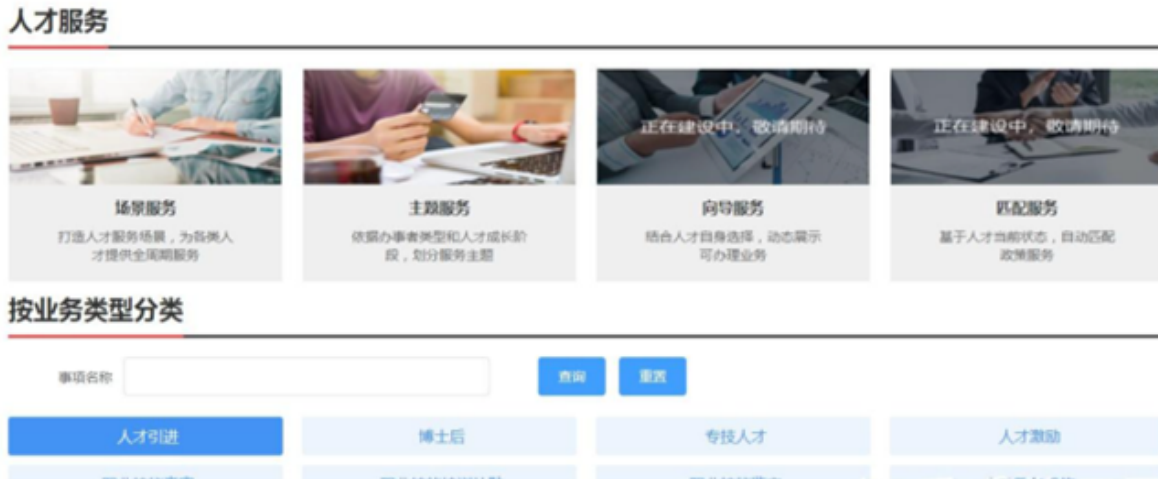 人才服务
正在建设中，敬请期待
正在建设中，敬请期待
场景服务
主题服务
向导服务
匹配服务
打造人才服务场景，为各类人
才提供全周期服务
依据办事者类型和人才成长阶
段，划分服务主题
结合人才自身选择，动态展示
可办理业务
基于人才当前状态，自动匹配
政策服务
按业务类型分类
事项名称
查询
重置
人才引进
博士后
专技人才
人才激励